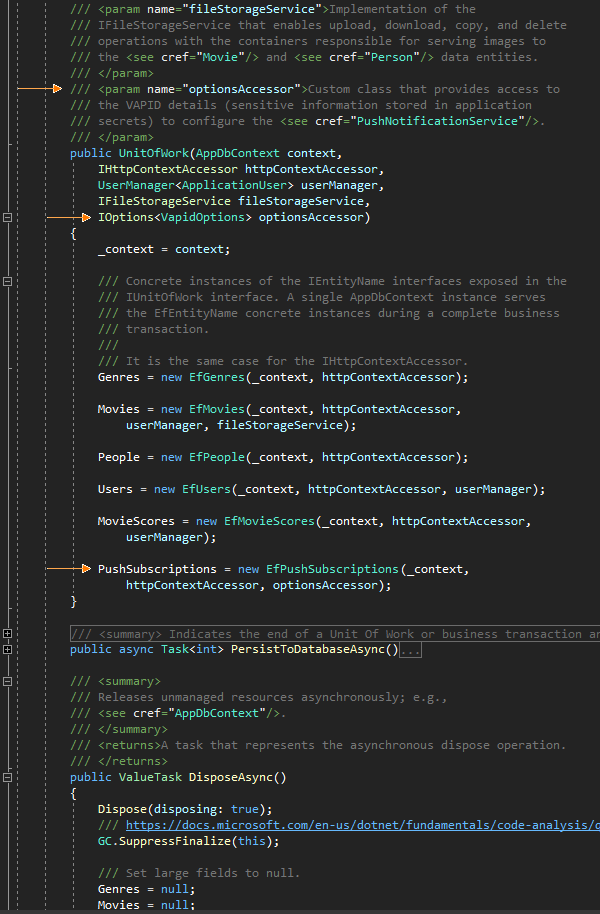 /// <param name="fileStorageService">Implementation of the
/// IFileStorageService that enables upload, download, copy, and delete
/// operations with the containers responsible for serving images to
/// the <see cref="Movie"/> and <see cref="Person"/> data entities.
/// </param>
/// <param name="optionsAccessor">Custom class that provides access to
/// the VAPID details (sensitive information stored in application
/// secrets) to configure the <see cref="PushNotificationService"/>.
/// </param>
public UnitOfWork(AppDbContext context,
IHttpContextAccessor httpContextAccessor,
UserManager<ApplicationUser> userManager,
IFileStorageService fileStorageService,
IOptions<VapidOptions> optionsAccessor)
{
_context = context;
/// Concrete instances of the IEntityName interfaces exposed in the
/// IUnitOfWork interface. A single AppDbContext instance serves
/// the EfEntityName concrete instances during a complete business
/// transaction.
///
/// It is the same case for the IHttpContextAccessor.
Genres = new EfGenres(_context, httpContextAccessor);
Movies = new EfMovies(_context, httpContextAccessor,
userManager, fileStorageService);
People = new EfPeople(_context, httpContextAccessor);
Users = new EfUsers(_context, httpContextAccessor, userManager);
MovieScores = new EfMovieScores(_context, httpContextAccessor,
userManager);
PushSubscriptions = new EfPushSubscriptions(_context,
httpContextAccessor, optionsAccessor);
}
/// <summary> Indicates the end of a Unit Of Work or business transaction an
public async Task<int> PersistToDatabaseAsync()...
/// <summary>
/// Releases unmanaged resources asynchronously; e.g.,
/// <see cref="AppDbContext"/>.
/// </summary>
/// <returns>A task that represents the asynchronous dispose operation.
/// </returns>
public ValueTask DisposeAsync()
{
Dispose(disposing: true);
/// https://docs.microsoft.com/en-us/dotnet/fundamentals/code-analysis/
GC.SuppressFinalize(this);
/// Set large fields to null.
Genres = null;
Movies = null;